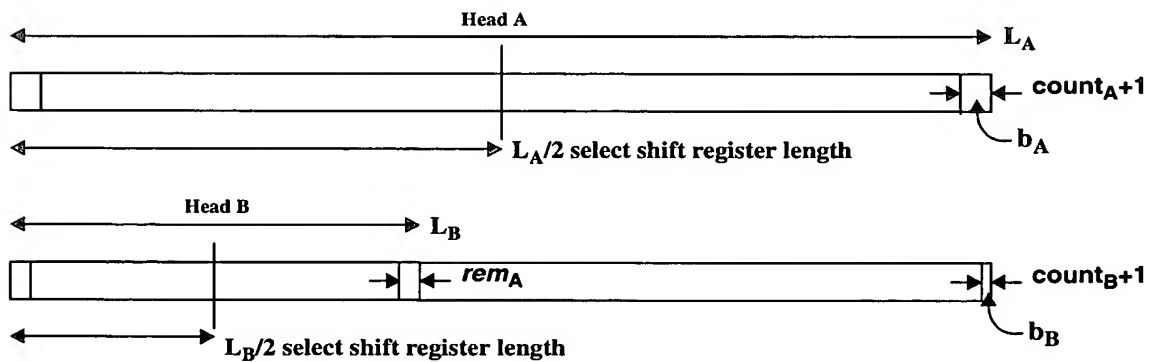 Head A
L_A
count_A+1
b_A
L_A/2 select shift register length
Head B
L_B
rem_A
count_B+1
b_B
L_B/2 select shift register length